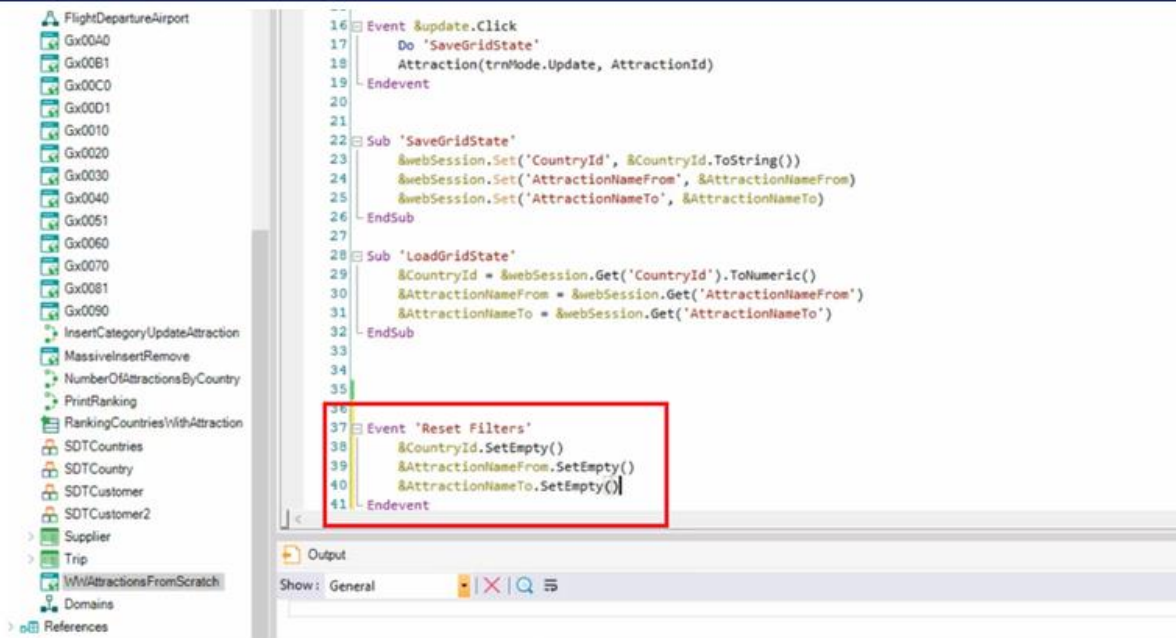 FlightDepartureAirport
Gx00A0
Gx00B1
Gx00C0
Gx00D1
Gx0010
Gx0020
Gx0030
Gx0040
Gx0051
Gx0060
Gx0070
Gx0081
Gx0090
InsertCategoryUpdateAttraction
MassiveInsertRemove
NumberOfAttractionsByCountry
PrintRanking
RankingCountriesWithAttraction
SDTCountries
SDTCountry
SDTCustomer
SDTCustomer2
Supplier
Trip
WWAttractionsFromScratch
Domains
References
16 Event &update.Click
17 Do 'SaveGridState'
18 Attraction(trnMode.Update, AttractionId)
19 Endevent
20
21
22 Sub 'SaveGridState'
23 &webSession.Set('CountryId', &CountryId.ToString())
24 &webSession.Set('AttractionNameFrom', &AttractionNameFrom)
25 &webSession.Set('AttractionNameTo', &AttractionNameTo)
26 EndSub
27
28 Sub 'LoadGridState'
29 &CountryId = &webSession.Get('CountryId').ToNumeric()
30 &AttractionNameFrom = &webSession.Get('AttractionNameFrom')
31 &AttractionNameTo = &webSession.Get('AttractionNameTo')
32 EndSub
33
34
35
36
37 Event 'Reset Filters'
38 &CountryId.SetEmpty()
39 &AttractionNameFrom.SetEmpty()
40 &AttractionNameTo.SetEmpty()
41 Endevent
Output
Show: General